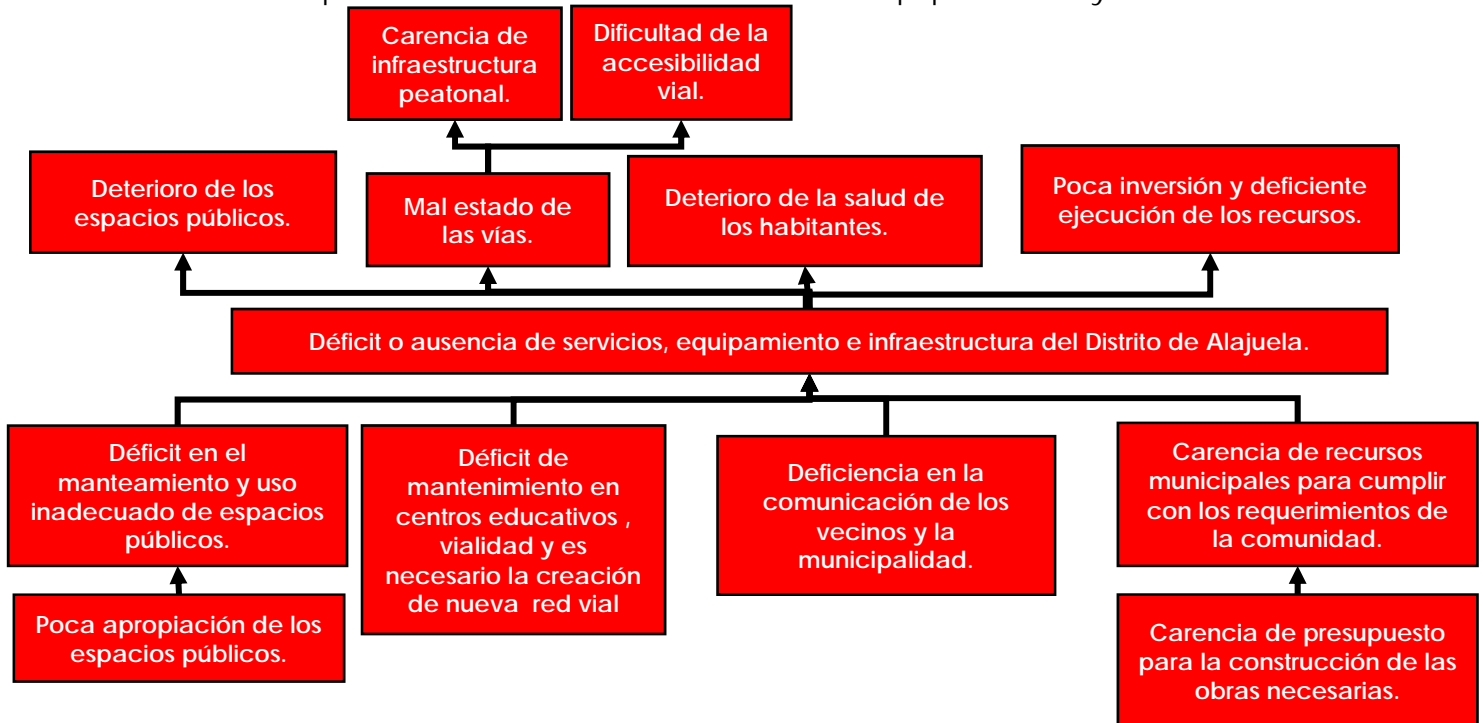 Carencia de
infraestructura
peatonal.
Dificultad de la
accesibilidad
vial.
Deterioro de los
espacios públicos.
Mal estado de
las vías.
Deterioro de la salud de
los habitantes.
Poca inversión y deficiente
ejecución de los recursos.
Déficit o ausencia de servicios, equipamiento e infraestructura del Distrito de Alajuela.
Déficit en el
manteamiento y uso
inadecuado de espacios
públicos.
Déficit de
mantenimiento en
centros educativos ,
vialidad y es
necesario la creación
de nueva red vial
Deficiencia en la
comunicación de los
vecinos y la
municipalidad.
Carencia de recursos
municipales para cumplir
con los requerimientos de
la comunidad.
Poca apropiación de los
espacios públicos.
Carencia de presupuesto
para la construcción de las
obras necesarias.